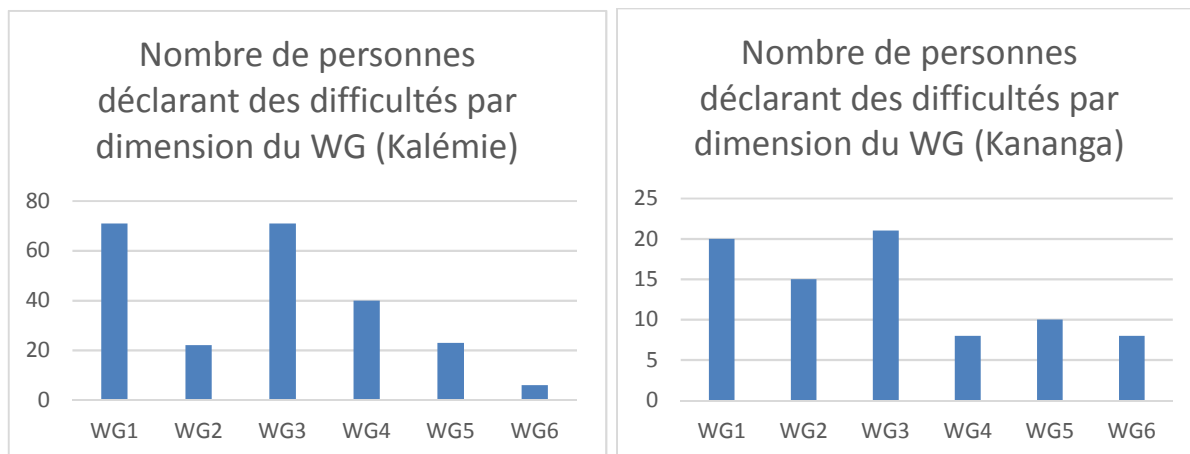 Nombre de personnes
déclarant des difficultés par
dimension du WG (Kalémie)
80
60
40
20
0
WG1 WG2 WG3 WG4 WG5 WG6
Nombre de personnes
déclarant des difficultés par
dimension du WG (Kananga)
25
20
15
10
5
0
WG1 WG2 WG3 WG4 WG5 WG6